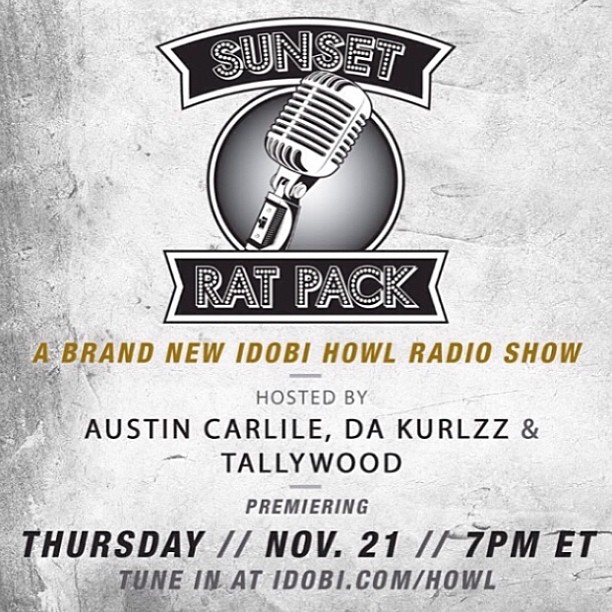 SUNSET
RAT PACK
A BRAND NEW IDOBI HOWL RADIO SHOW
HOSTED BY
AUSTIN CARLILE, DA KURLZZ &
TALLYWOOD
PREMIERING
THURSDAY // NOV. 21 // 7PM ET
TUNE IN AT IDOBI.COM/HOWL